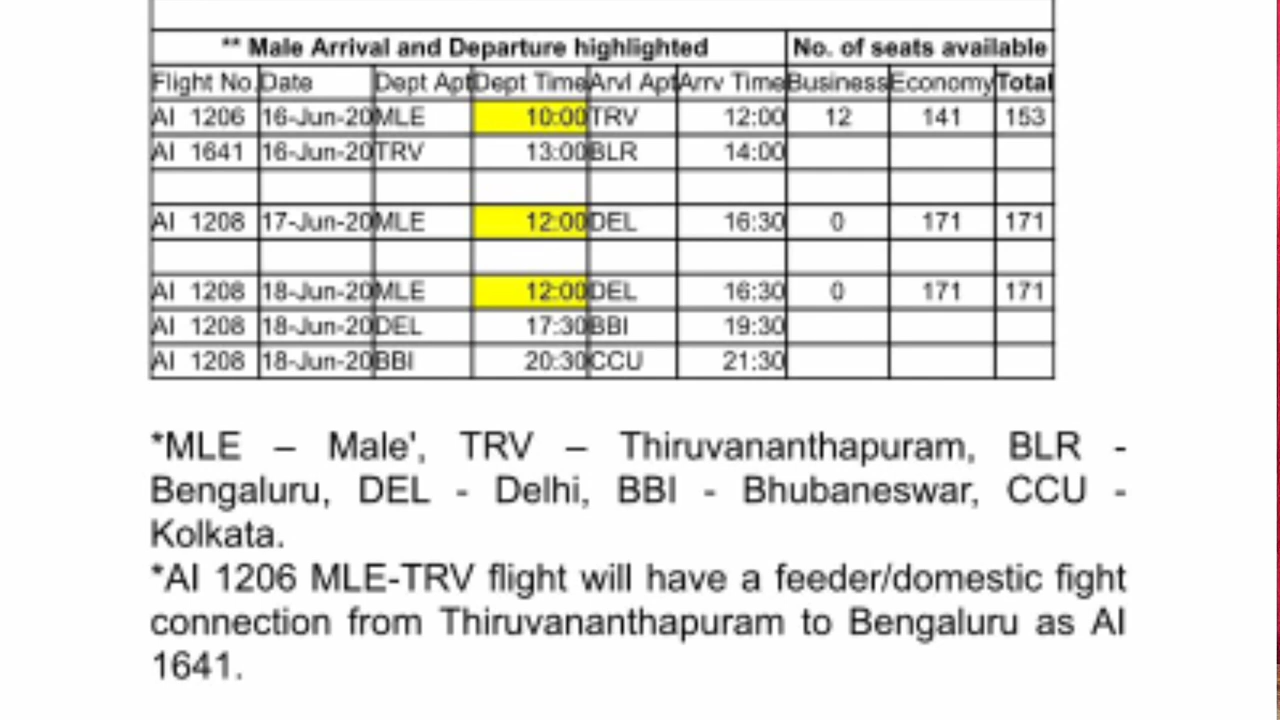 ** Male Arrival and Departure highlighted No. of seats available
Flight No. Date Dept Apt Dept Time Arvl Apt Arrv Time Business Economy Total
AI 1206 16-Jun-20 MLE 10:00 TRV 12:00 12 141 153
AI 1641 16-Jun-20 TRV 13:00 BLR 14:00
AI 1208 17-Jun-20 MLE 12:00 DEL 16:30 0 171 171
AI 1208 18-Jun-20 MLE 12:00 DEL 16:30 0 171 171
AI 1208 18-Jun-20 DEL 17:30 BBI 19:30
AI 1208 18-Jun-20 BBI 20:30 CCU 21:30
*MLE – Male', TRV – Thiruvananthapuram, BLR -
Bengaluru, DEL - Delhi, BBI - Bhubaneswar, CCU -
Kolkata.
*AI 1206 MLE-TRV flight will have a feeder/domestic fight
connection from Thiruvananthapuram to Bengaluru as AI
1641.